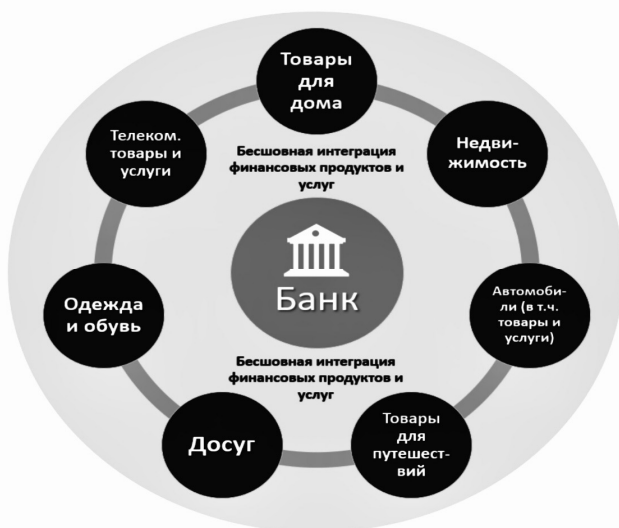 Товары
для
дома
Телеком.
товары и
услуги
Бесшовная интеграция
финансовых продуктов и
услуг
Недви-
жимость
Банк
Одежда
и обувь
Автомоби-
ли (в т.ч.
товары и
услуги)
Бесшовная интеграция
финансовых продуктов и
услуг
Досуг
Товары
для
путешест-
вий